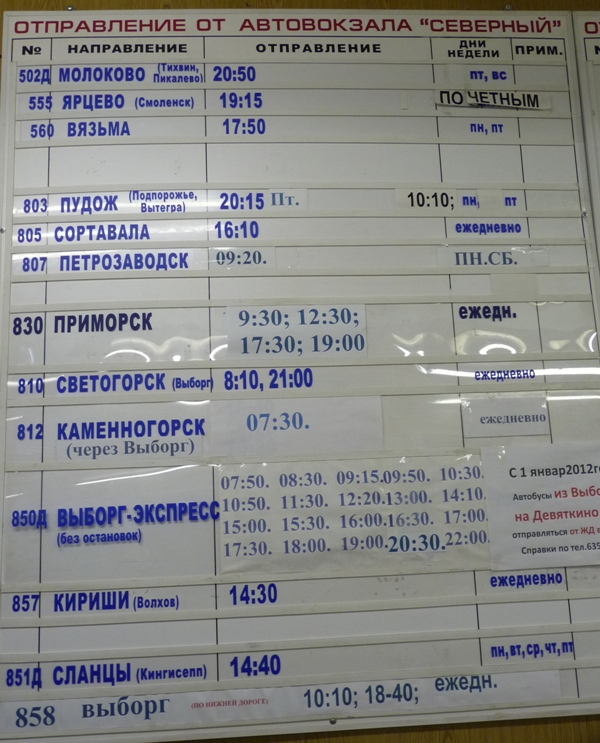 ОТПРАВЛЕНИЕ ОТ АВТОВОКЗАЛА "СЕВЕРНЫЙ"
№ НАПРАВЛЕНИЕ ОТПРАВЛЕНИЕ ДНИ НЕДЕЛИ ПРИМ.
502Д МОЛОКОВО (Тихвин, Пикалево) 20:50 пт, вс
555 ЯРЦЕВО (Смоленск) 19:15 ПО ЧЕТНЫМ
560 ВЯЗЬМА 17:50 пн, пт
803 ПУДОЖ (Подпорожье, Вытегра) 20:15 Пт. 10:10; пн, пт
805 СОРТАВАЛА 16:10 ежедневно
807 ПЕТРОЗАВОДСК 09:20. ПН.СБ.
830 ПРИМОРСК 9:30; 12:30; ежедн.
17:30; 19:00
810 СВЕТОГОРСК (Выборг) 8:10, 21:00 ежедневно
812 КАМЕННОГОРСК 07:30. ежедневно
(через Выборг)
07:50. 08:30. 09:15. 09:50. 10:30.
10:50. 11:30. 12:20. 13:00. 14:10.
850Д ВЫБОРГ-ЭКСПРЕСС 15:00. 15:30. 16:00. 16:30. 17:00.
(без остановок) 17:30. 18:00. 19:00. 20:30. 22:00.
С 1 январ2012г
Автобусы из Выбо
на Девяткино
отправляться от ЖД
Справки по тел.635
857 КИРИШИ (Волхов) 14:30 ежедневно
851Д СЛАНЦЫ (Кингисепп) 14:40 пн, вт, ср, чт, пт
858 ВЫБОРГ (ПО НИЖНЕЙ ДОРОГЕ) 10:10; 18-40; ежедн.